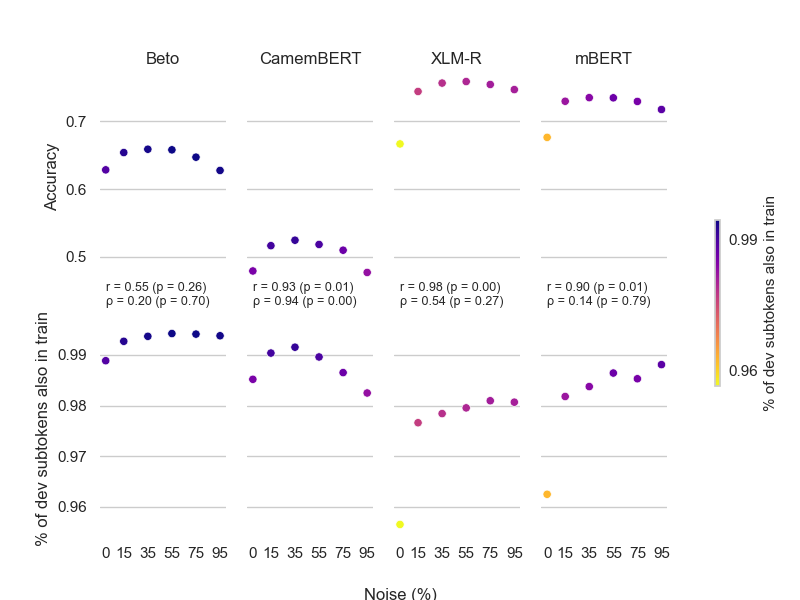 Beto CamemBERT XLM-R mBERT
Accuracy
0.7
0.6
0.5
r = 0.55 (p = 0.26) r = 0.93 (p = 0.01) r = 0.98 (p = 0.00) r = 0.90 (p = 0.01)
ρ = 0.20 (p = 0.70) ρ = 0.94 (p = 0.00) ρ = 0.54 (p = 0.27) ρ = 0.14 (p = 0.79)
% of dev subtokens also in train
0.99
0.98
0.97
0.96
0 15 35 55 75 95 0 15 35 55 75 95 0 15 35 55 75 95 0 15 35 55 75 95
Noise (%)
0.99
0.96
% of dev subtokens also in train